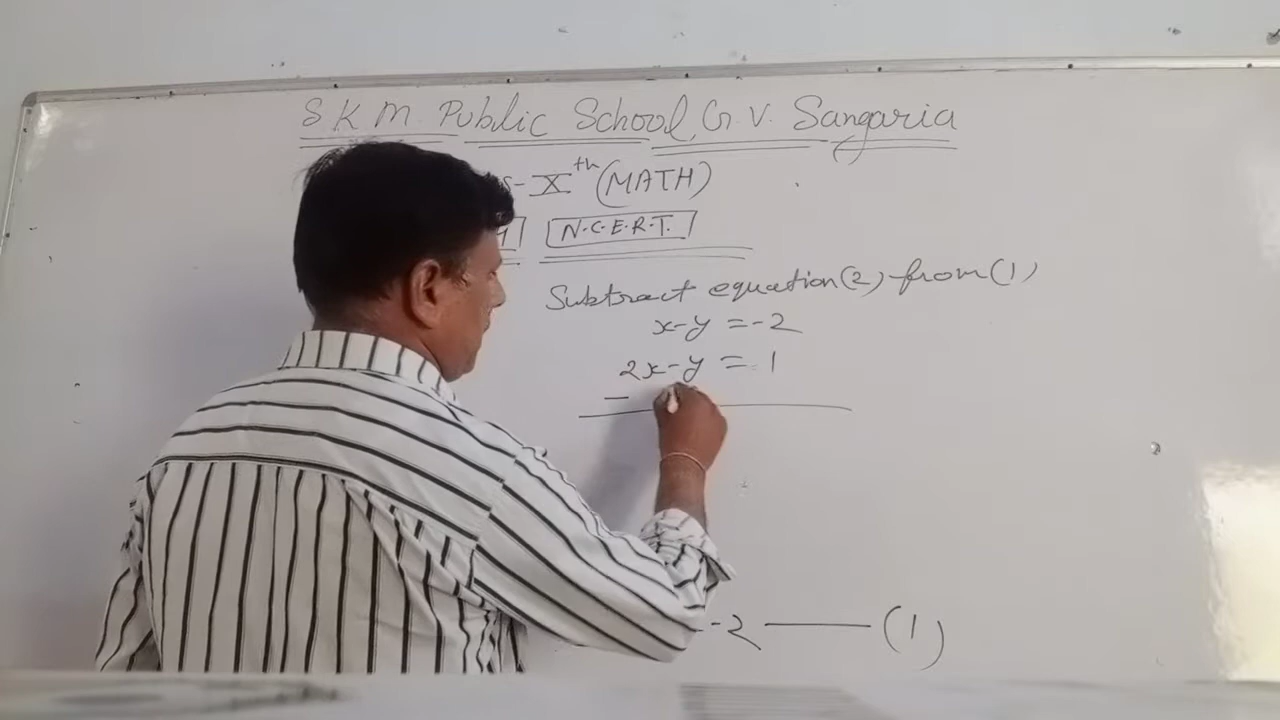 S K M. Public School, G.V. Sangaria
X th (MATH)
N.C.E.R.T.
Subtract equation(2) from (1)
x-y = -2
2x-y = 1
-
-2 ——— (1)